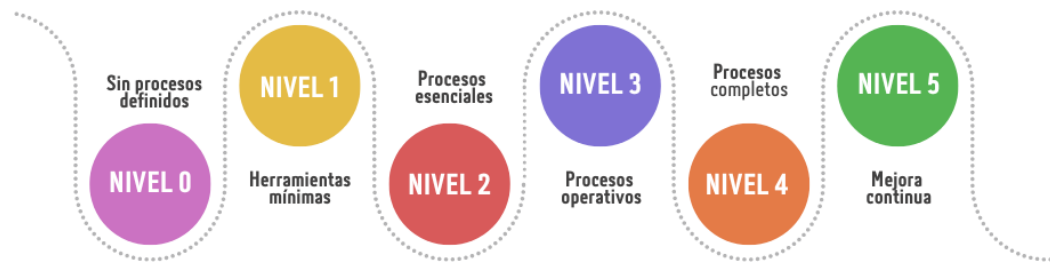 Sin procesos
definidos
NIVEL 0
NIVEL 1
Herramientas
mínimas
Procesos
esenciales
NIVEL 2
NIVEL 3
Procesos
operativos
Procesos
completos
NIVEL 4
NIVEL 5
Mejora
continua